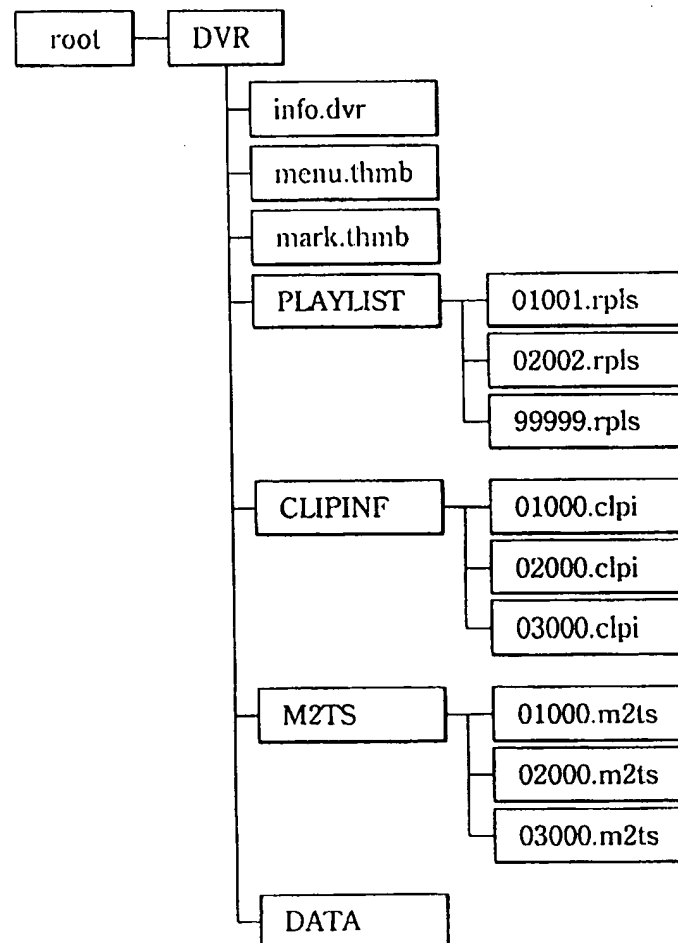 root
DVR
info.dvr
menu.thmb
mark.thmb
PLAYLIST
01001.rpls
02002.rpls
99999.rpls
CLIPINF
01000.clpi
02000.clpi
03000.clpi
M2TS
01000.m2ts
02000.m2ts
03000.m2ts
DATA